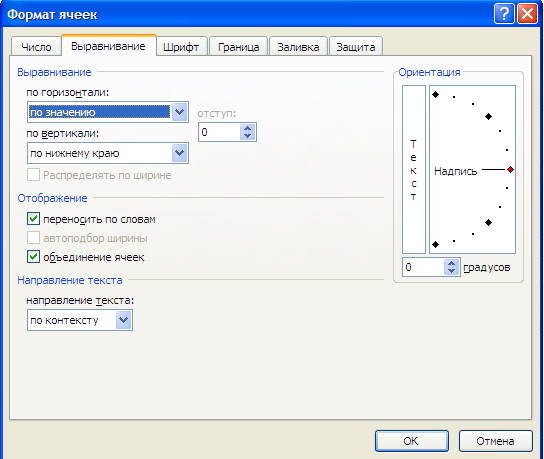 Формат ячеек
Число Выравнивание Шрифт Граница Заливка Защита
Выравнивание
по горизонтали:
по значению
отступ:
по вертикали:
0
по нижнему краю
Распределять по ширине
Отображение
переносить по словам
автоподбор ширины
объединение ячеек
Направление текста
направление текста:
по контексту
Ориентация
Текст
Надпись
0 градусов
ОК Отмена